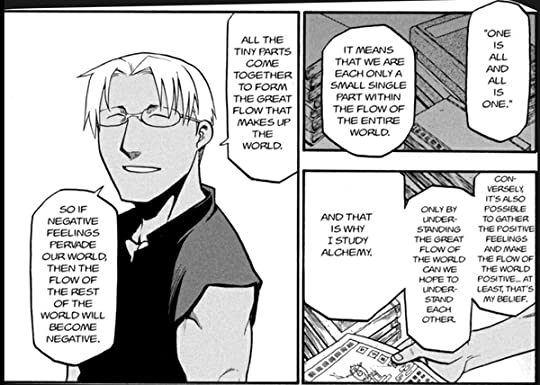 "ONE
IS
ALL
AND
ALL
IS
ONE."
IT MEANS
THAT WE ARE
EACH ONLY A
SMALL SINGLE
PART WITHIN
THE FLOW OF
THE ENTIRE
WORLD.
ALL THE
TINY PARTS
COME
TOGETHER
TO FORM
THE GREAT
FLOW THAT
MAKES UP
THE
WORLD.
SO IF
NEGATIVE
FEELINGS
PERVADE
OUR WORLD,
THEN THE
FLOW OF
THE REST
OF THE
WORLD WILL
BECOME
NEGATIVE.
CON-
VERSELY,
IT'S ALSO
POSSIBLE
TO GATHER
THE POSITIVE
FEELINGS
AND MAKE
THE FLOW OF
THE WORLD
POSITIVE... AT
LEAST, THAT'S
MY BELIEF.
ONLY BY
UNDER-
STANDING
THE GREAT
FLOW OF
THE WORLD
CAN WE
HOPE TO
UNDER-
STAND
EACH
OTHER.
AND THAT
IS WHY
I STUDY
ALCHEMY.